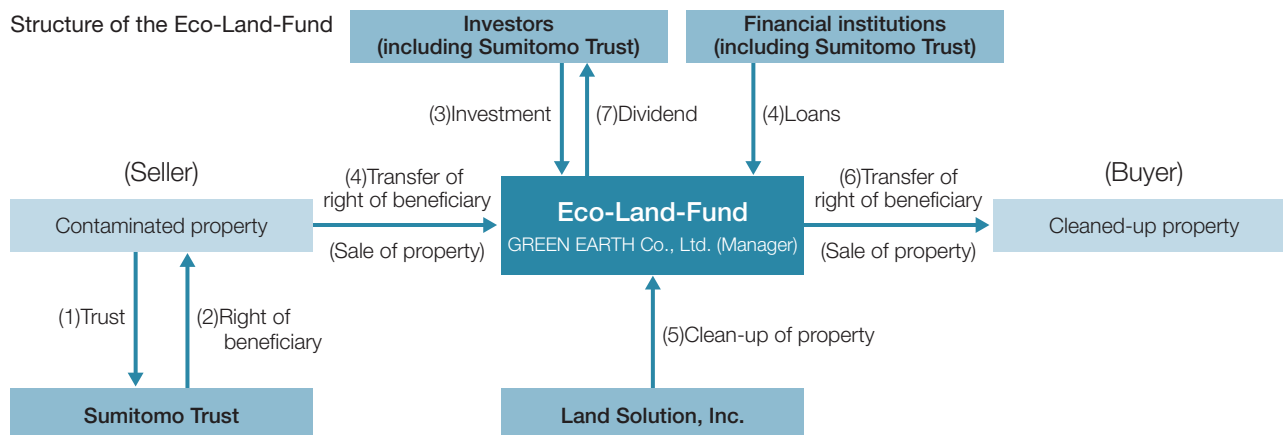 Structure of the Eco-Land-Fund
Investors
(including Sumitomo Trust)
Financial institutions
(including Sumitomo Trust)
(3)Investment
(7)Dividend
(4)Loans
(Seller)
Contaminated property
(4)Transfer of
right of beneficiary
(Sale of property)
Eco-Land-Fund
GREEN EARTH Co., Ltd. (Manager)
(6)Transfer of
right of beneficiary
(Sale of property)
(Buyer)
Cleaned-up property
(1)Trust
(2)Right of
beneficiary
(5)Clean-up of property
Sumitomo Trust
Land Solution, Inc.